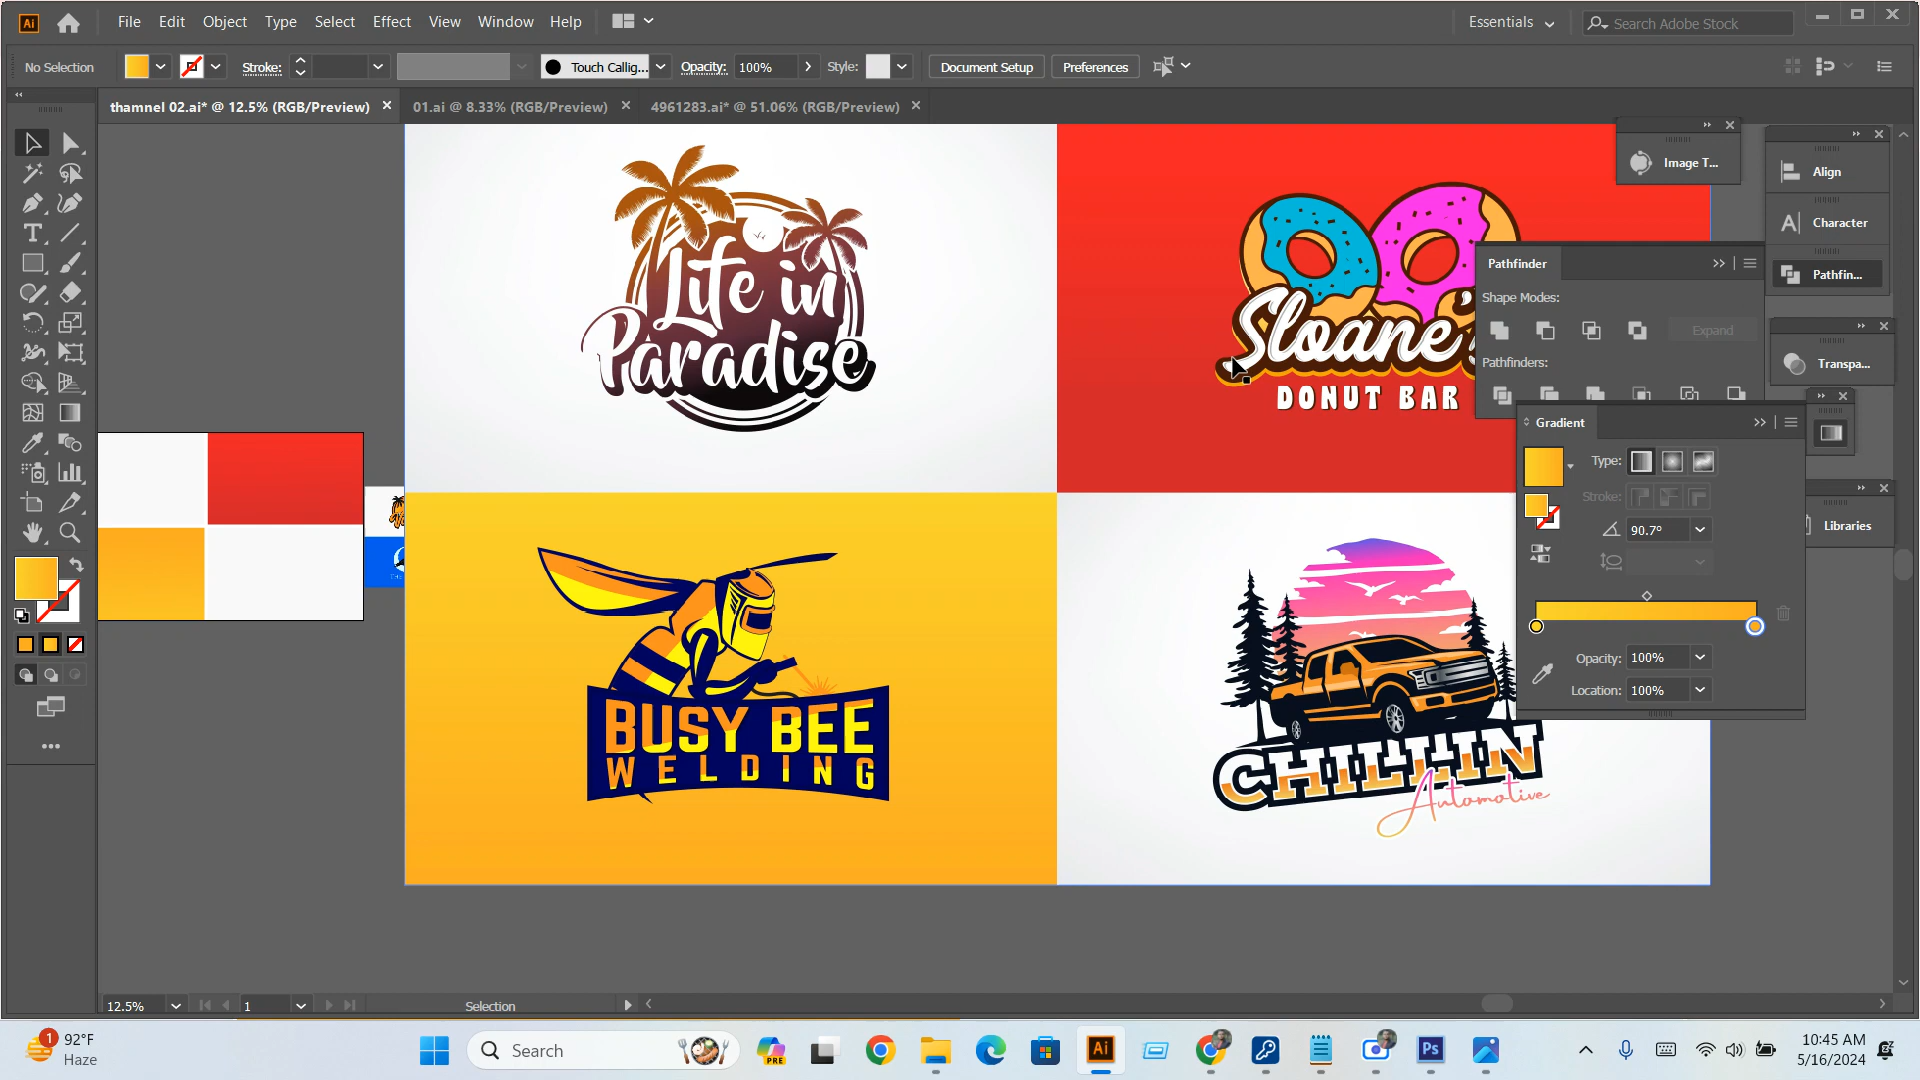 Ai File Edit Object Type Select Effect View Window Help Essentials Search Adobe Stock
No Selection Stroke: Touch Callig... Opacity: 100% Style: Document Setup Preferences
thamnel 02.ai* @ 12.5% (RGB/Preview) 01.ai @ 8.33% (RGB/Preview) 4961283.ai* @ 51.06% (RGB/Preview)
Image T...
Align
Character
Pathfin...
Transpa...
Libraries
Life in
Paradise
Sloane's
DONUT BAR
Pathfinder
Shape Modes:
Expand
Pathfinders:
Gradient
Type:
Stroke:
90.7°
Opacity: 100%
Location: 100%
BUSY BEE
WELDING
CHILLIN
Automotive
12.5% 1 Selection
1
92°F
Haze
Search
PRE
Ai
Ps
10:45 AM
5/16/2024